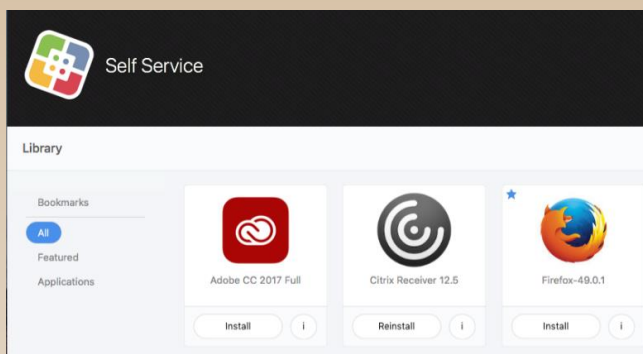 Self Service
Library
Bookmarks
All
Featured
Applications
Adobe CC 2017 Full
Install
i
Citrix Receiver 12.5
Reinstall
i
Firefox-49.0.1
Install
i